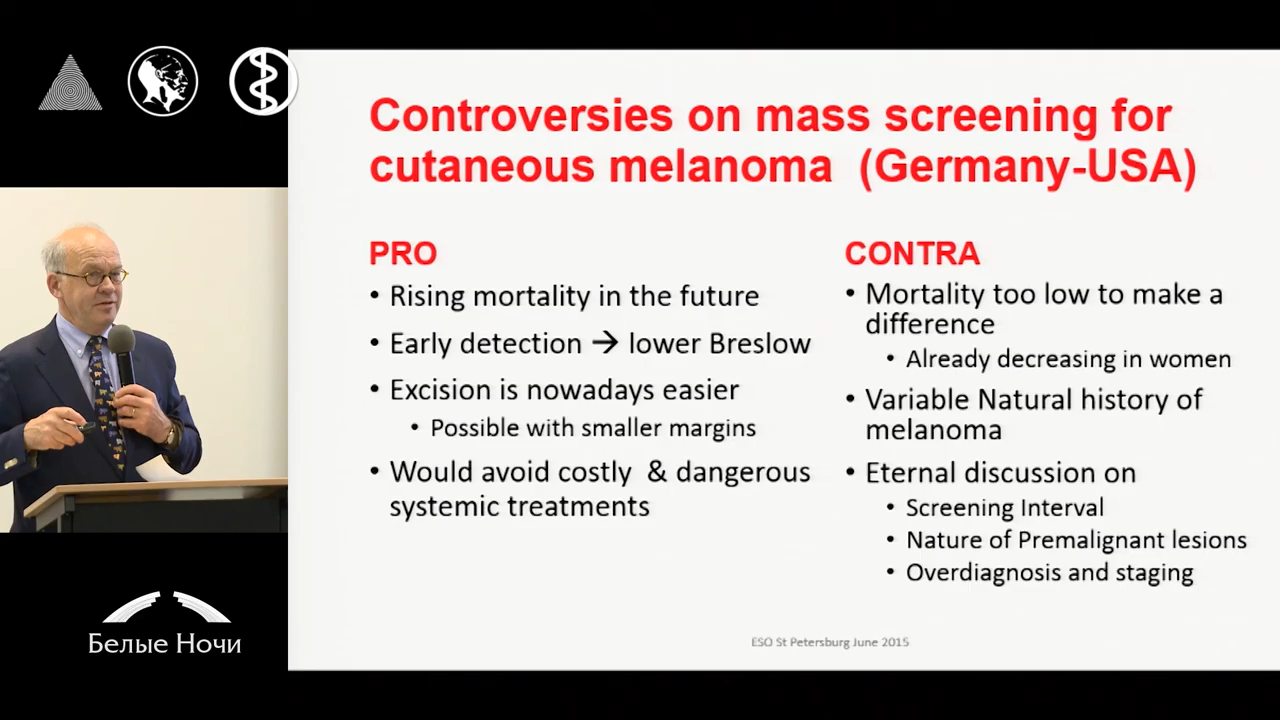 Controversies on mass screening for
cutaneous melanoma (Germany-USA)
PRO
• Rising mortality in the future
• Early detection → lower Breslow
• Excision is nowadays easier
• Possible with smaller margins
• Would avoid costly & dangerous
systemic treatments
CONTRA
• Mortality too low to make a
difference
• Already decreasing in women
• Variable Natural history of
melanoma
• Eternal discussion on
• Screening Interval
• Nature of Premalignant lesions
• Overdiagnosis and staging
ESO St Petersburg June 2015
Белые Ночи